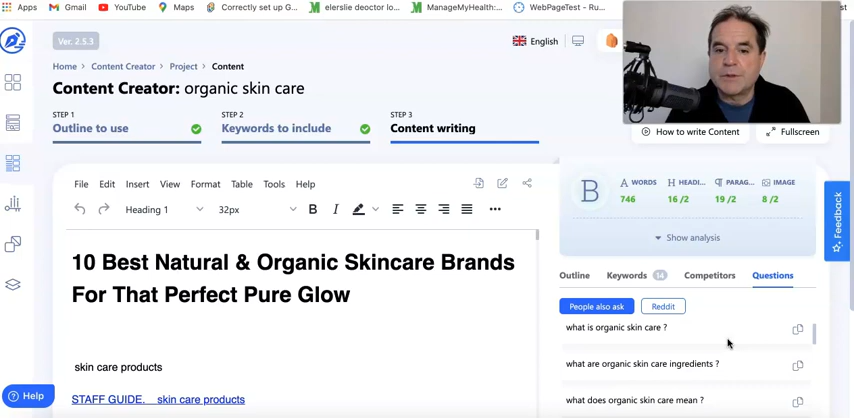 Apps Gmail YouTube Maps Correctly set up G... elerslie deoctor lo... ManageMyHealth:... WebPageTest - Ru...
st
Ver. 2.5.3
English
Home > Content Creator > Project > Content
Content Creator: organic skin care
STEP 1
Outline to use
STEP 2
Keywords to include
STEP 3
Content writing
How to write Content
Fullscreen
File Edit Insert View Format Table Tools Help
Heading 1 32px B I
10 Best Natural & Organic Skincare Brands
For That Perfect Pure Glow
skin care products
STAFF GUIDE. skin care products
Help
B
A WORDS H HEADI... PARAG... IMAGE
746 16 /2 19 /2 8 /2
Show analysis
Outline Keywords 14 Competitors Questions
People also ask Reddit
what is organic skin care ?
what are organic skin care ingredients ?
what does organic skin care mean ?
Feedback